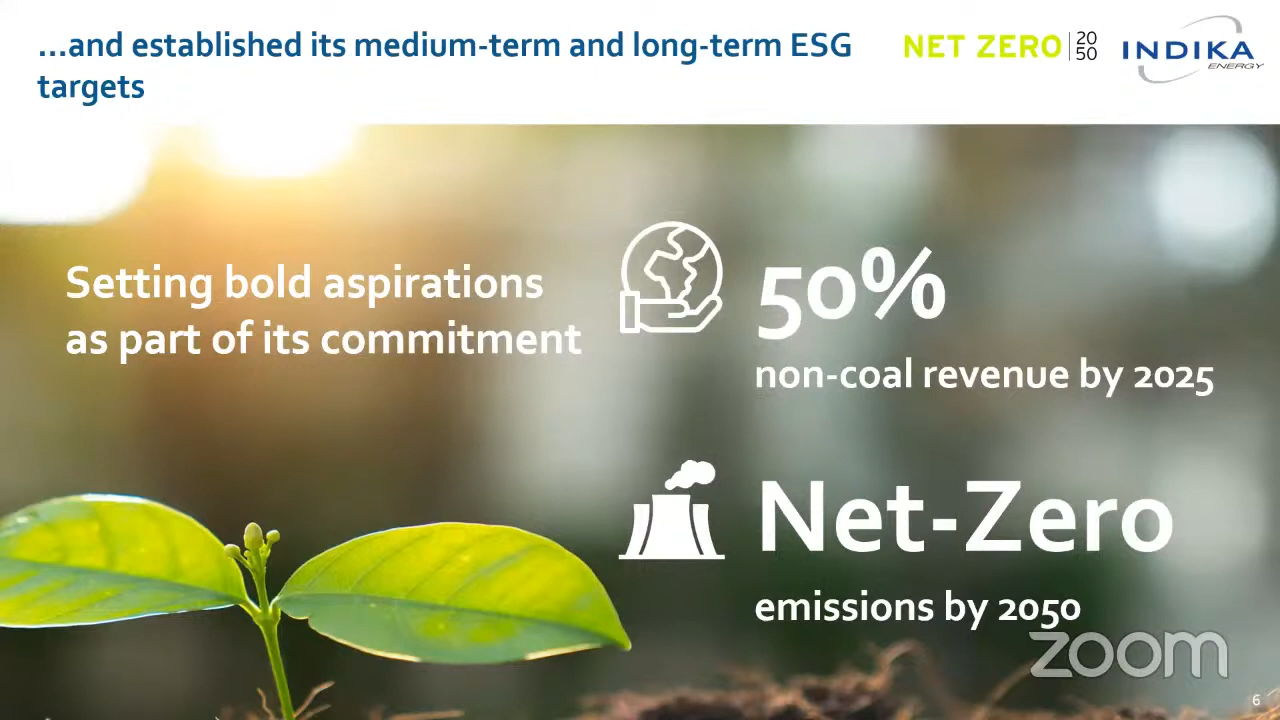 ...and established its medium-term and long-term ESG
targets
NET ZERO
20
50
INDIKA
ENERGY
Setting bold aspirations
as part of its commitment
50%
non-coal revenue by 2025
Net-Zero
emissions by 2050
zoom
6